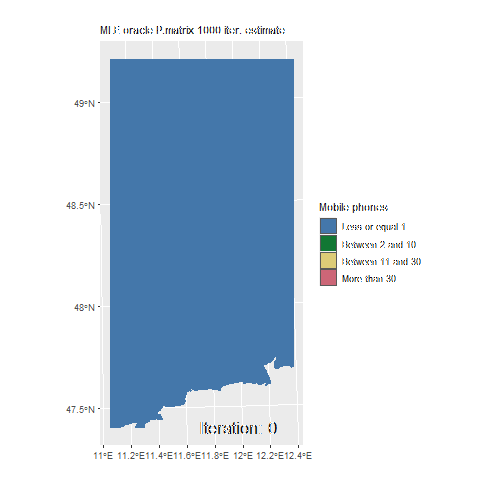 MLE oracle P.matrix 1000 iter. estimate
49°N
48.5°N
48°N
47.5°N
11°E 11.2°E 11.4°E 11.6°E 11.8°E 12°E 12.2°E 12.4°E
Iteration: 0
Mobile phones
Less or equal 1
Between 2 and 10
Between 11 and 30
More than 30